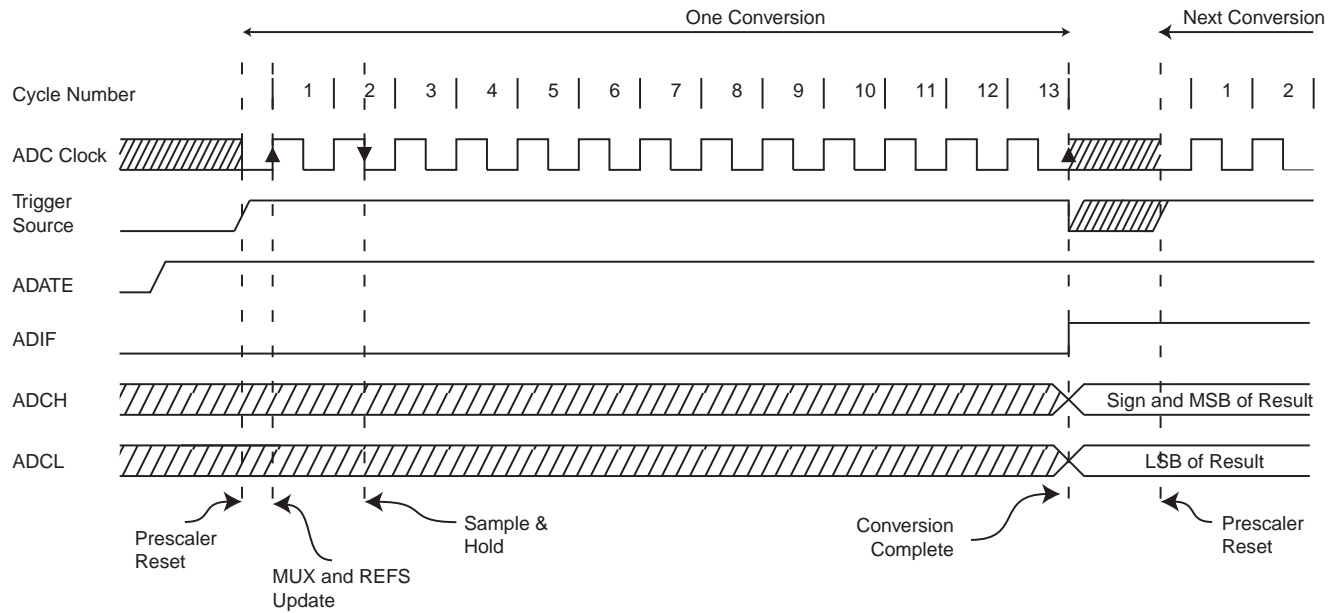 One Conversion
Next Conversion
Cycle Number
1 2 3 4 5 6 7 8 9 10 11 12 13 1 2
ADC Clock
Trigger
Source
ADATE
ADIF
ADCH
Sign and MSB of Result
ADCL
LSB of Result
Prescaler
Reset
MUX and REFS
Update
Sample &
Hold
Conversion
Complete
Prescaler
Reset